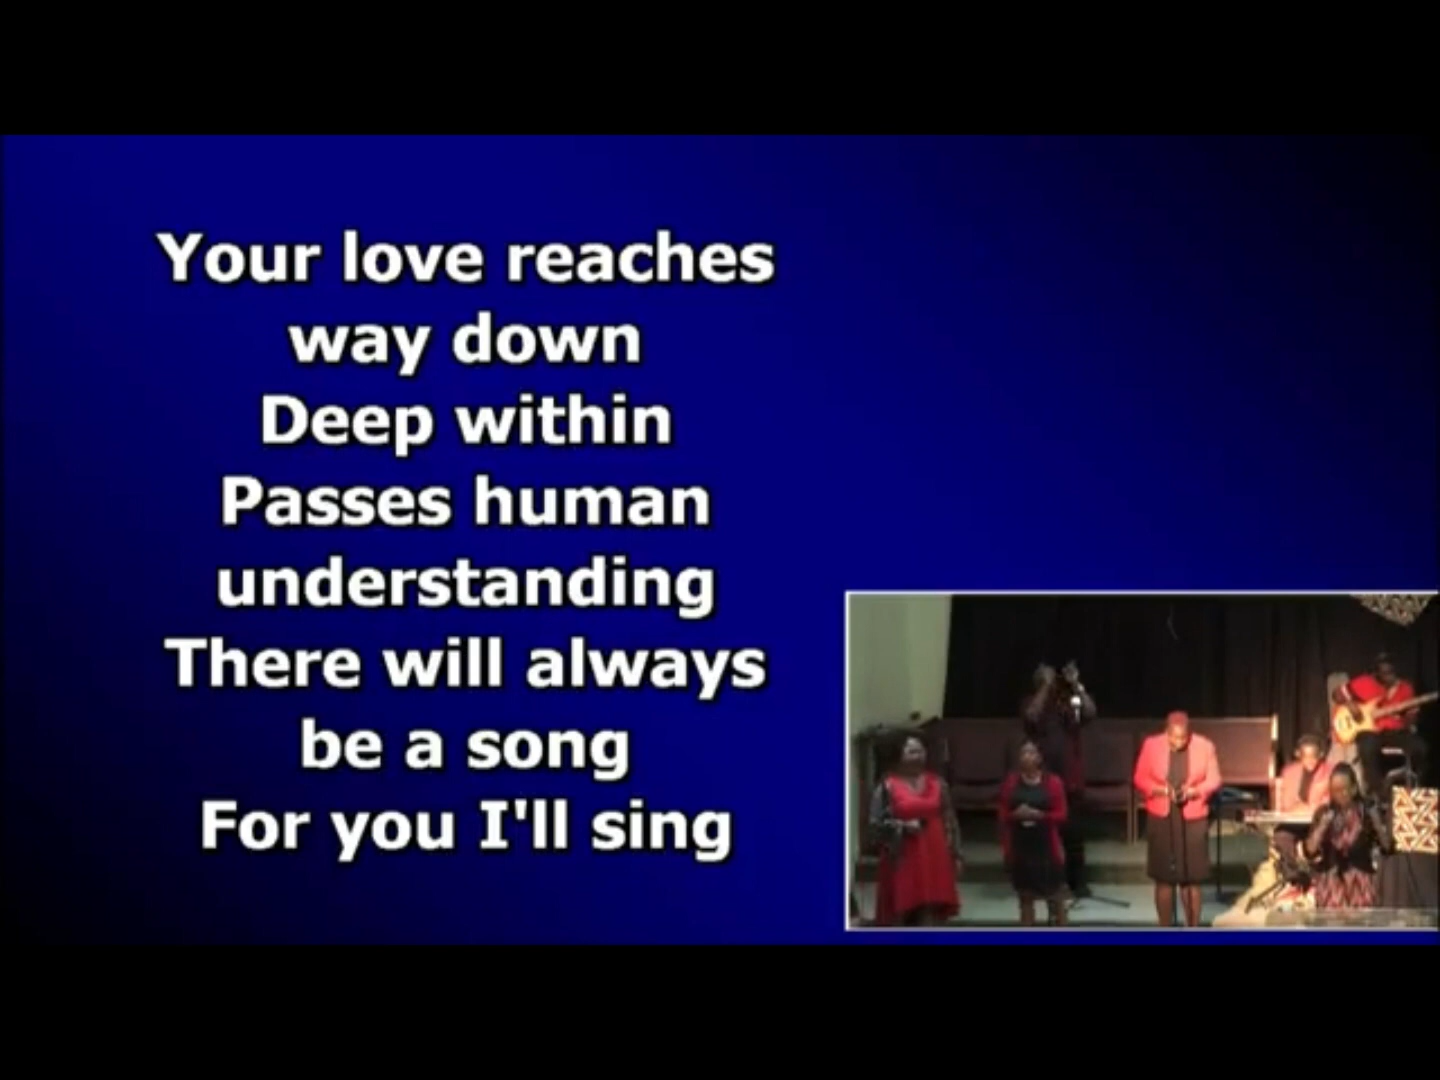 Your love reaches
way down
Deep within
Passes human
understanding
There will always
be a song
For you I'll sing